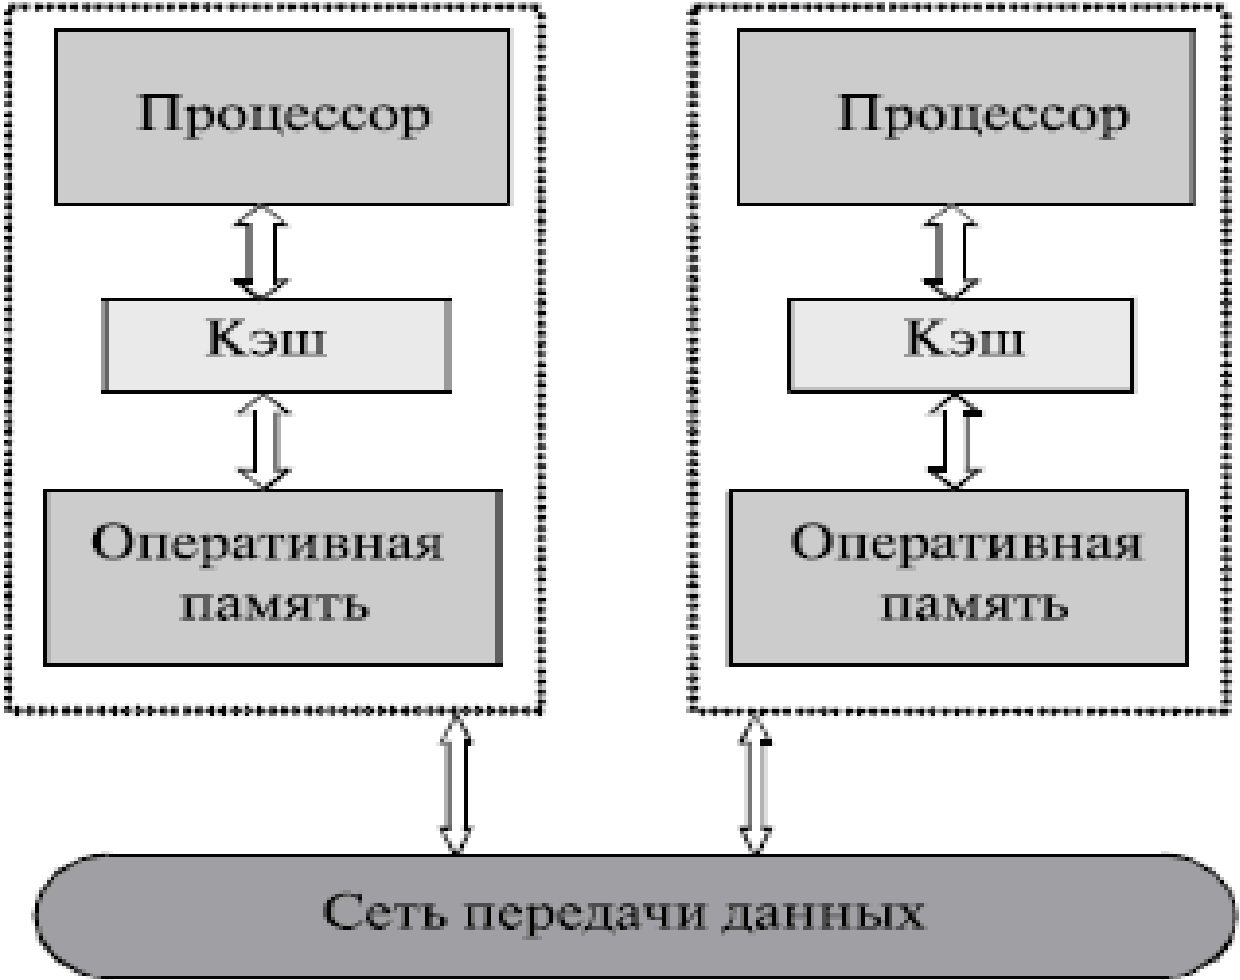 Процессор
Процессор
Кэш
Кэш
Оперативная
память
Оперативная
память
Сеть передачи данных